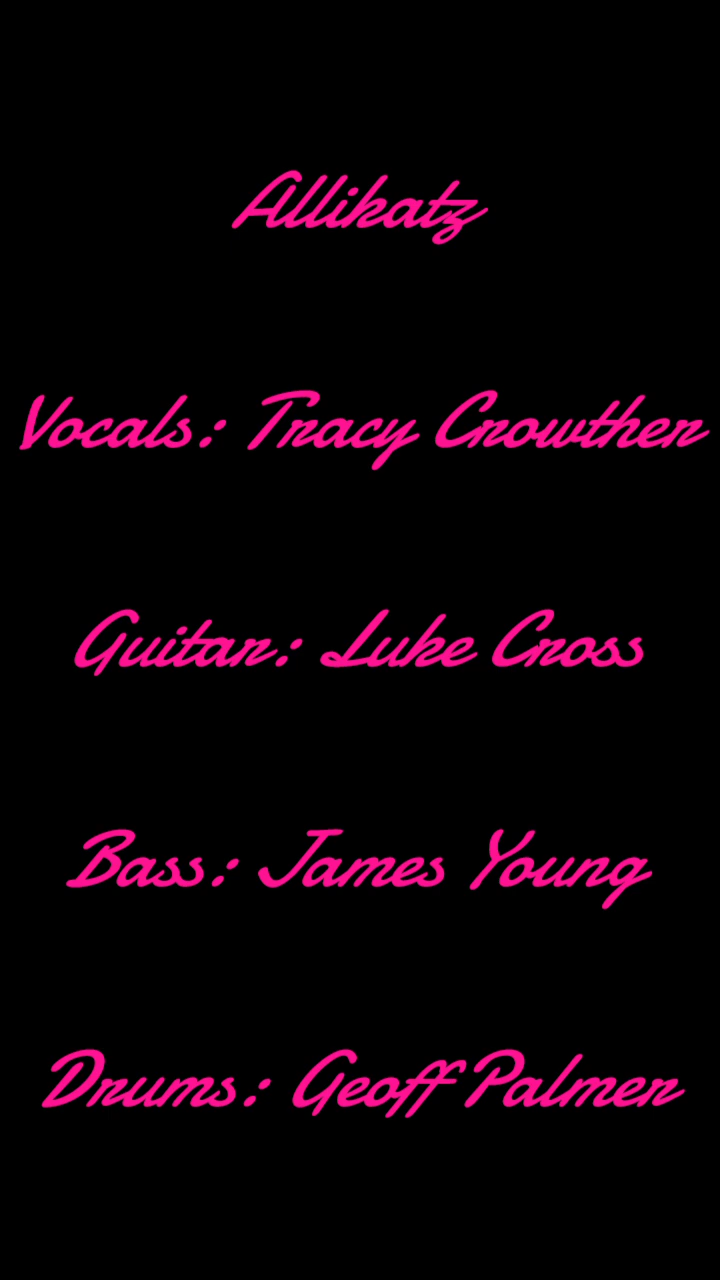 Allikatz
Vocals: Tracy Crowther
Guitar: Luke Cross
Bass: James Young
Drums: Geoff Palmer